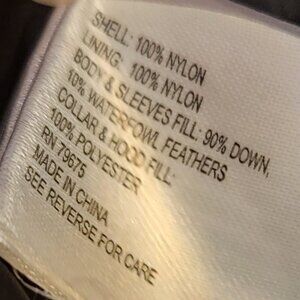 SHELL: 100% NYLON
LINING: 100% NYLON
BODY & SLEEVES FILL: 90% DOWN,
10% WATERFOWL FEATHERS
COLLAR & HOOD FILL:
100% POLYESTER
RN 79675
MADE IN CHINA
SEE REVERSE FOR CARE